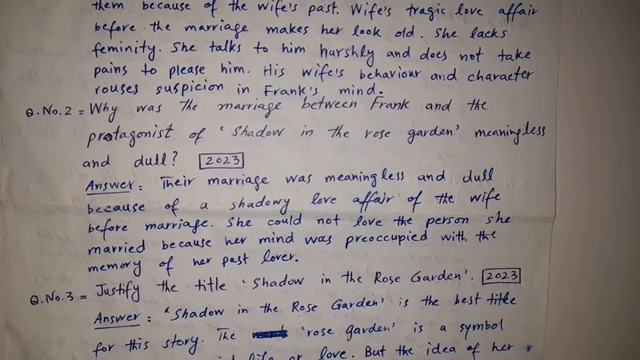 them because of the wife's past. Wife's tragic love affair
before the marriage makes her look old. She lacks
feminity. She talks to him harshly and does not take
pains to please him. His wife's behaviour and character
rouses suspicion in Frank's mind.
Q.No.2 = Why was the marriage between Frank and the
protagonist of 'Shadow in the rose garden' meaningless
and dull? 2023
Answer: Their marriage was meaningless and dull
because of a shadowy love affair of the wife
before marriage. She could not love the person she
married because her mind was preoccupied with the
memory of her past lover.
Q.No.3 = Justify the title 'Shadow in the Rose Garden'. 2023
Answer: 'Shadow in the Rose Garden' is the best title
for this story. The 'rose garden' is a symbol
life or love. But the idea of her